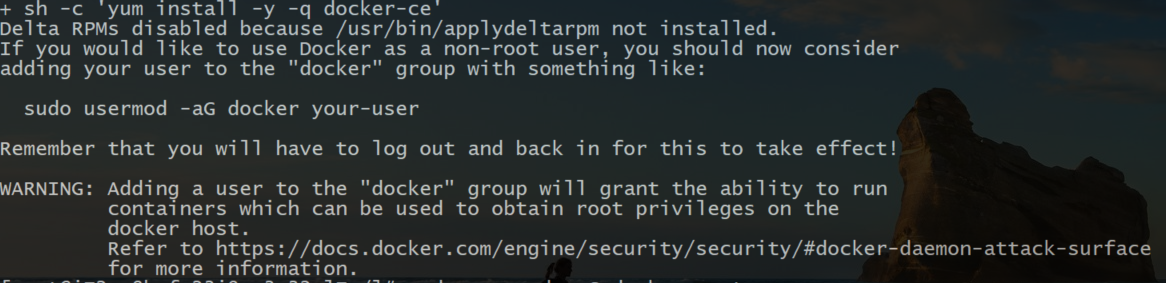 + sh -c 'yum install -y -q docker-ce'
Delta RPMs disabled because /usr/bin/applydeltarpm not installed.
If you would like to use Docker as a non-root user, you should now consider
adding your user to the "docker" group with something like:
sudo usermod -aG docker your-user
Remember that you will have to log out and back in for this to take effect!
WARNING: Adding a user to the "docker" group will grant the ability to run
containers which can be used to obtain root privileges on the
docker host.
Refer to https://docs.docker.com/engine/security/security/#docker-daemon-attack-surface
for more information.